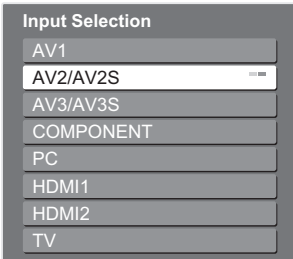 Input Selection
AV1
AV2/AV2S
AV3/AV3S
COMPONENT
PC
HDMI1
HDMI2
TV